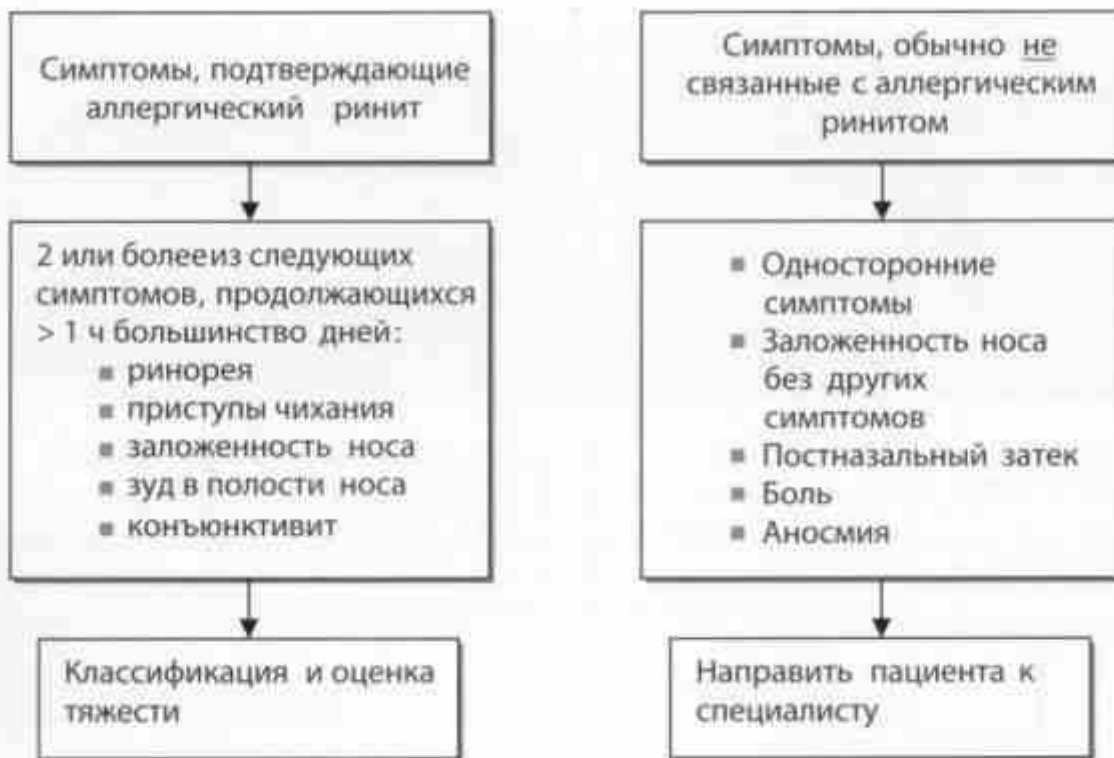 Симптомы, подтверждающие
аллергический ринит
2 или болееиз следующих
симптомов, продолжающихся
> 1 ч большинство дней:
▪ ринорея
▪ приступы чихания
▪ заложенность носа
▪ зуд в полости носа
▪ конъюнктивит
Классификация и оценка
тяжести
Симптомы, обычно не
связанные с аллергическим
ринитом
▪ Односторонние
симптомы
▪ Заложенность носа
без других
симптомов
▪ Постназальный затек
▪ Боль
▪ Аносмия
Направить пациента к
специалисту